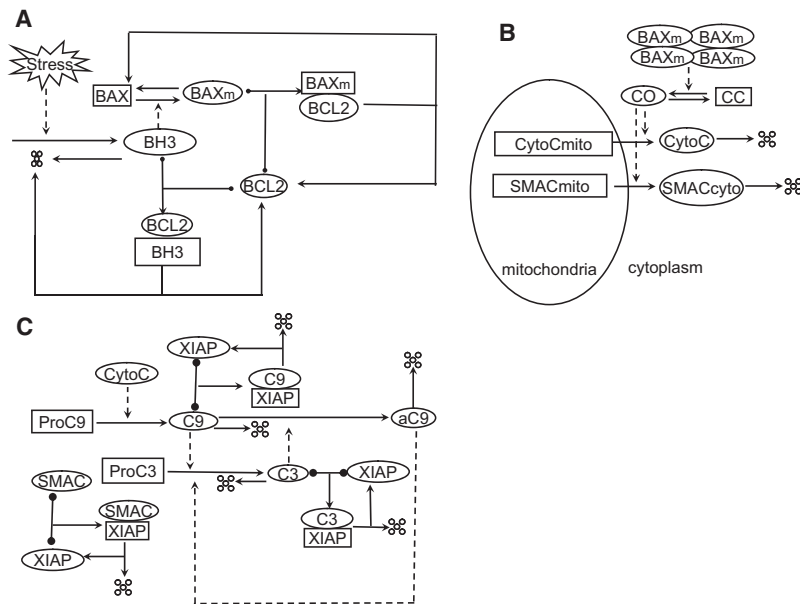 A
Stress
BAX
BAXm
BAXm
BCL2
BH3
BCL2
BCL2
BH3
B
BAXm BAXm
BAXm BAXm
CO
CC
CytoCmito
CytoC
SMACmito
SMACcyto
mitochondria
cytoplasm
C
XIAP
CytoC
C9
XIAP
ProC9
C9
aC9
ProC3
C3
XIAP
SMAC
SMAC
XIAP
C3
XIAP
XIAP